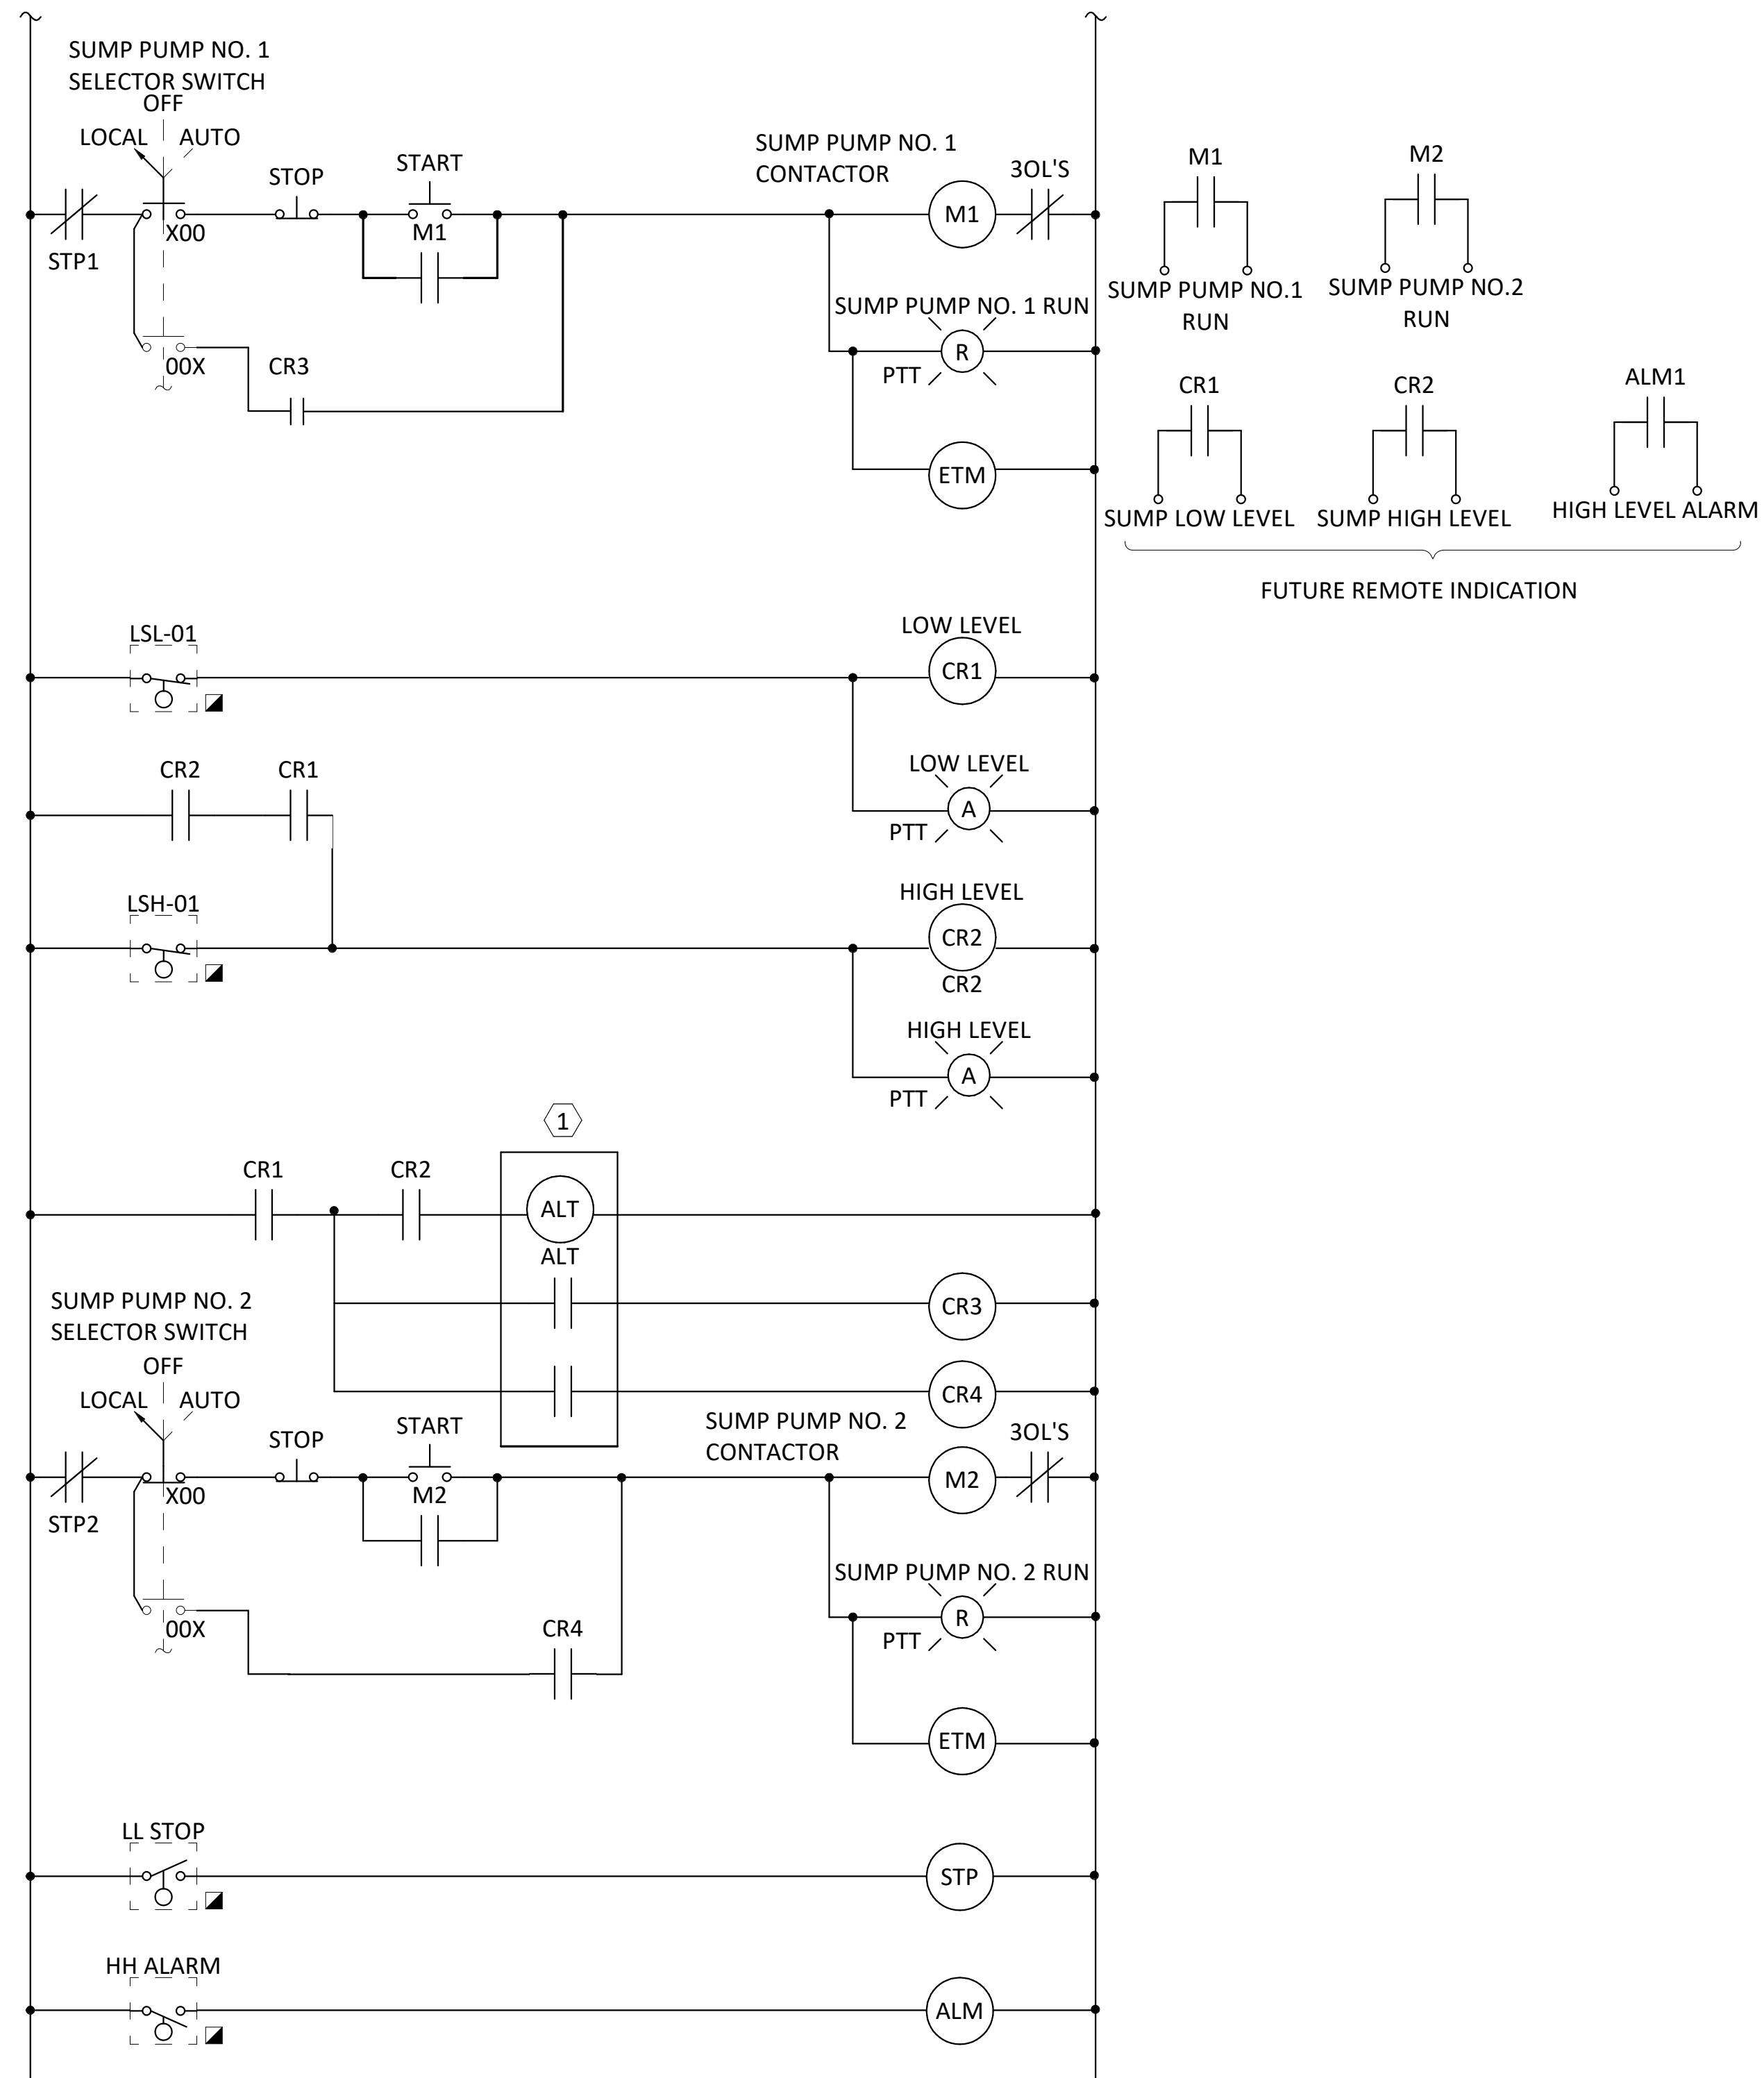 SUMP PUMP NO. 1
SELECTOR SWITCH
OFF
LOCAL
AUTO
STOP
START
SUMP PUMP NO. 1
CONTACTOR
M1
3OL'S
X00
M1
STP1
SUMP PUMP NO. 1 RUN
R
PTT
00X
CR3
ETM
M1
M2
SUMP PUMP NO.1
RUN
SUMP PUMP NO.2
RUN
CR1
CR2
ALM1
SUMP LOW LEVEL
SUMP HIGH LEVEL
HIGH LEVEL ALARM
FUTURE REMOTE INDICATION
LSL-01
LOW LEVEL
CR1
CR2
CR1
LOW LEVEL
A
PTT
LSH-01
HIGH LEVEL
CR2
CR2
HIGH LEVEL
A
PTT
1
CR1
CR2
ALT
ALT
CR3
CR4
SUMP PUMP NO. 2
SELECTOR SWITCH
OFF
LOCAL
AUTO
STOP
START
SUMP PUMP NO. 2
CONTACTOR
M2
3OL'S
X00
M2
STP2
SUMP PUMP NO. 2 RUN
R
PTT
00X
CR4
ETM
LL STOP
STP
HH ALARM
ALM